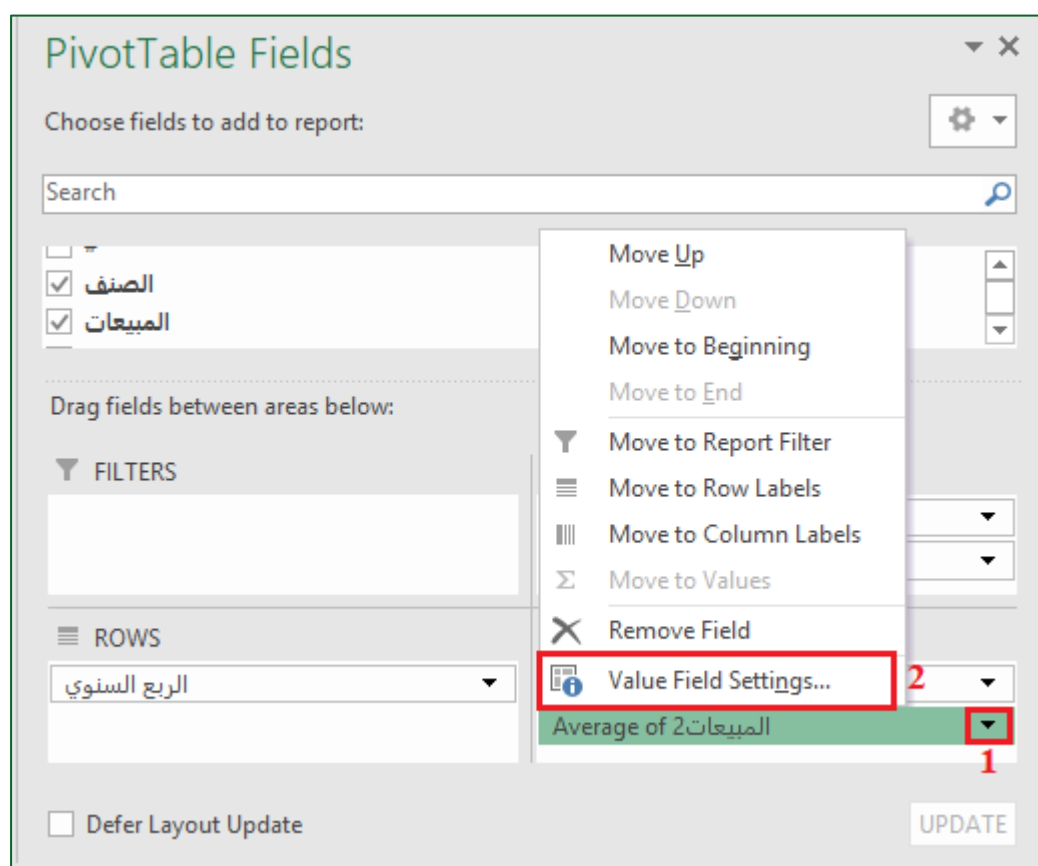 PivotTable Fields
Choose fields to add to report:
Search
الصنف
المبيعات
Drag fields between areas below:
FILTERS
ROWS
الربع السنوي
Move Up
Move Down
Move to Beginning
Move to End
Move to Report Filter
Move to Row Labels
Move to Column Labels
Σ Move to Values
Remove Field
Value Field Settings... 2
Average of المبيعات2
1
Defer Layout Update
UPDATE